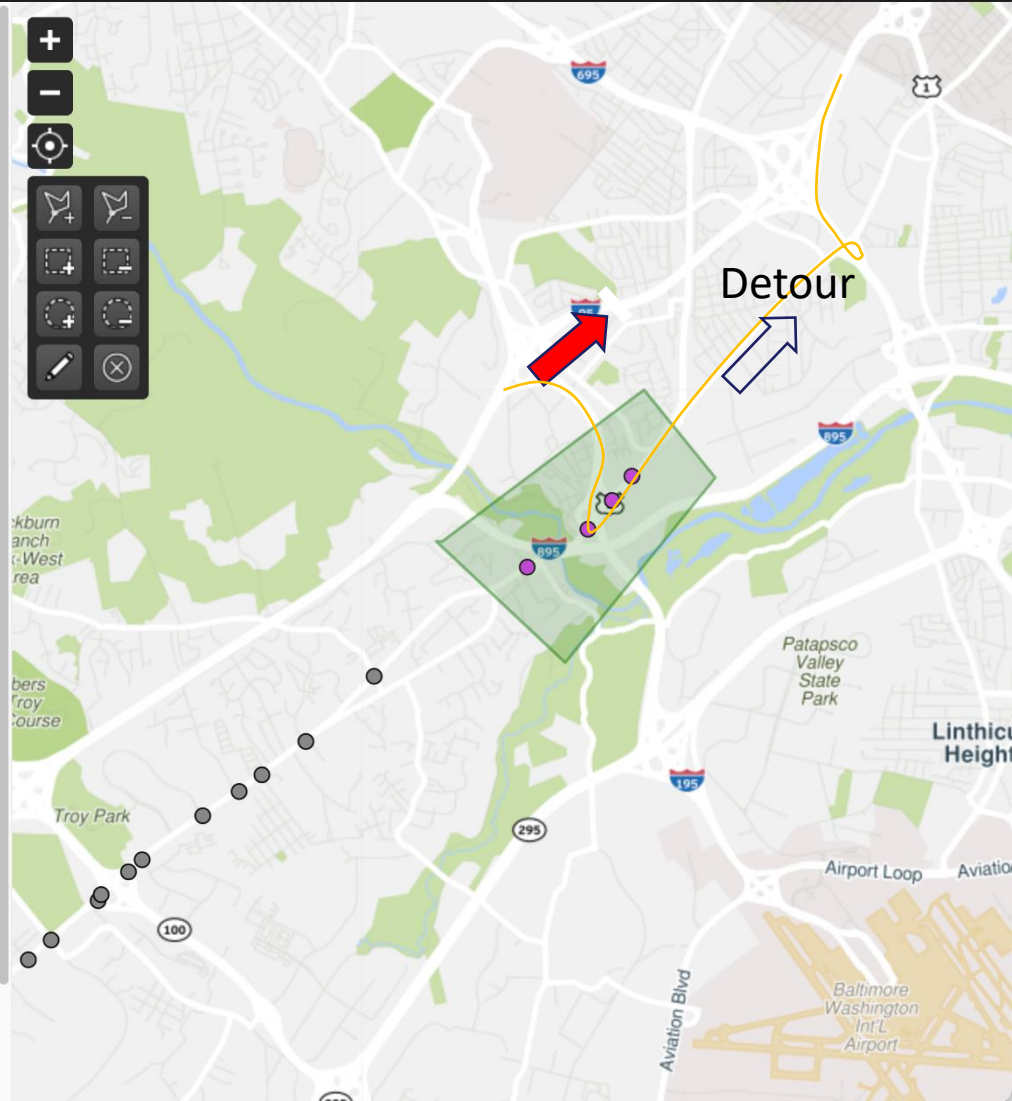 +
−
695
1
Detour
95
895
ckburn
anch
k-West
rea
895
Patapsco
Valley
State
Park
bers
Troy
Course
Linthicu
Height
195
Troy Park
295
Airport Loop
Aviatio
100
Baltimore
Washington
Int'L
Airport
Aviation Blvd